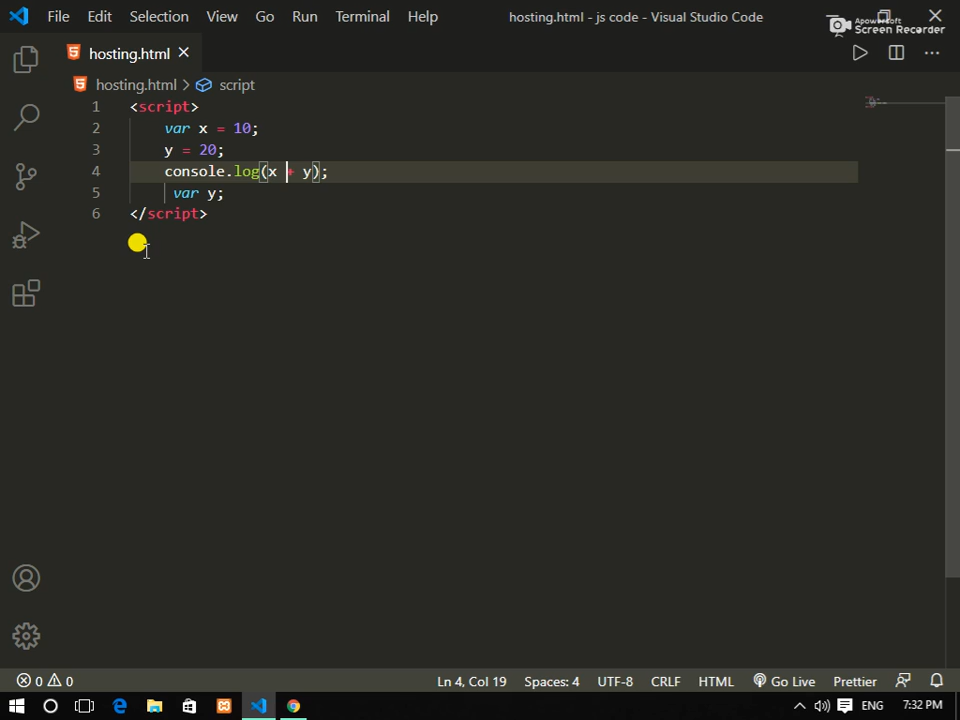 File Edit Selection View Go Run Terminal Help hosting.html - js code - Visual Studio Code
Apowersoft
Screen Recorder
hosting.html
hosting.html > script
1 <script>
2 var x = 10;
3 y = 20;
4 console.log(x + y);
5 var y;
6 </script>
0 0 Ln 4, Col 19 Spaces: 4 UTF-8 CRLF HTML Go Live Prettier
ENG 7:32 PM